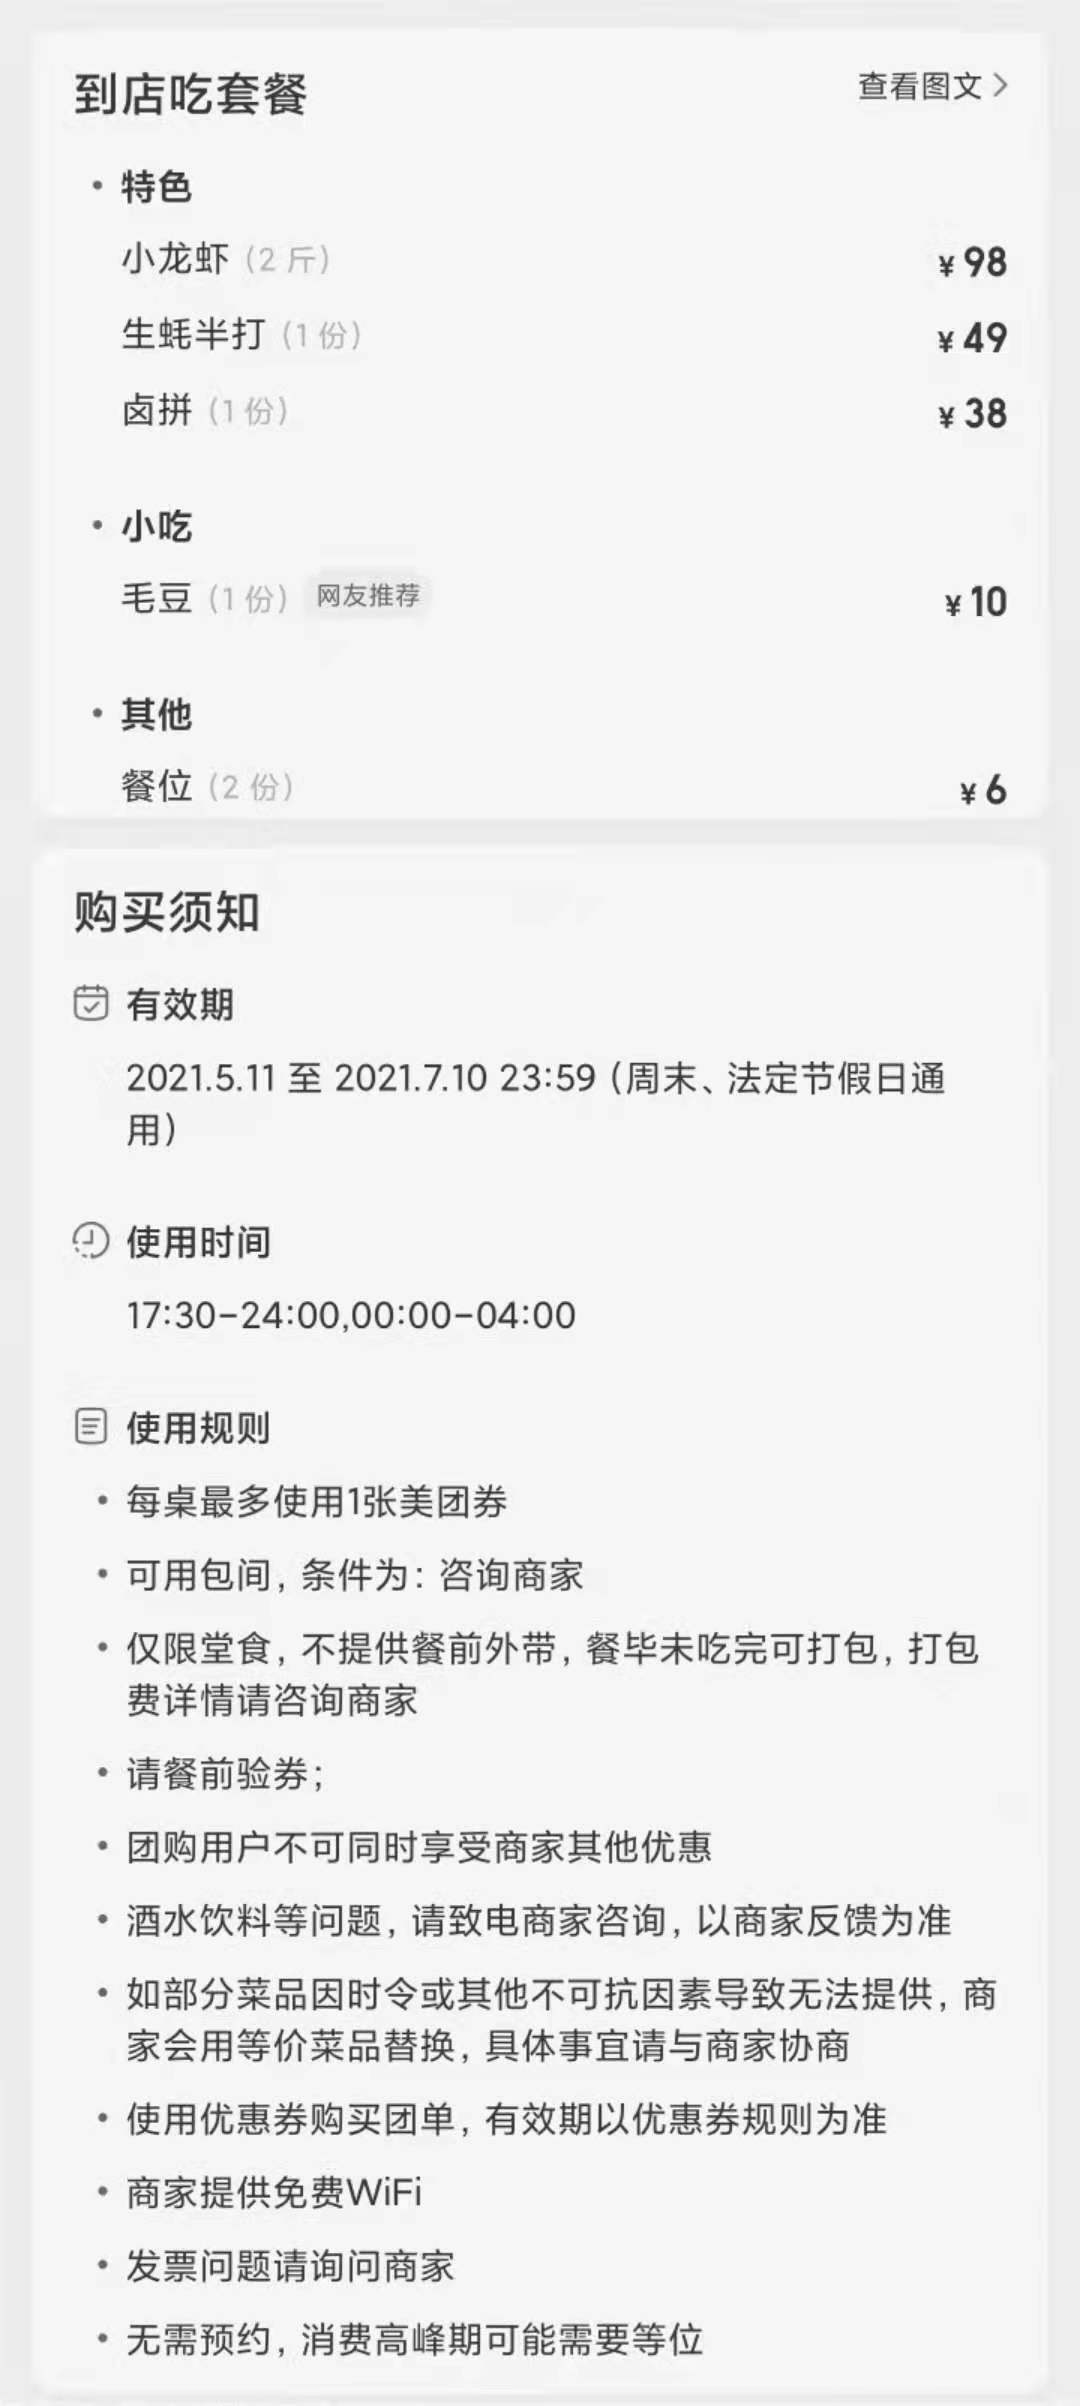 到店吃套餐 查看图文 >
• 特色
小龙虾（2 斤） ¥ 98
生蚝半打（1 份） ¥ 49
卤拼（1 份） ¥ 38
• 小吃
毛豆（1 份） 网友推荐 ¥ 10
• 其他
餐位（2 份） ¥ 6
购买须知
有效期
2021.5.11 至 2021.7.10 23:59（周末、法定节假日通
用）
使用时间
17:30-24:00,00:00-04:00
使用规则
• 每桌最多使用1张美团券
• 可用包间，条件为：咨询商家
• 仅限堂食，不提供餐前外带，餐毕未吃完可打包，打包
费详情请咨询商家
• 请餐前验券；
• 团购用户不可同时享受商家其他优惠
• 酒水饮料等问题，请致电商家咨询，以商家反馈为准
• 如部分菜品因时令或其他不可抗因素导致无法提供，商
家会用等价菜品替换，具体事宜请与商家协商
• 使用优惠券购买团单，有效期以优惠券规则为准
• 商家提供免费WiFi
• 发票问题请询问商家
• 无需预约，消费高峰期可能需要等位